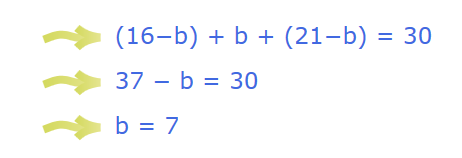 (16−b) + b + (21−b) = 30
37 − b = 30
b = 7